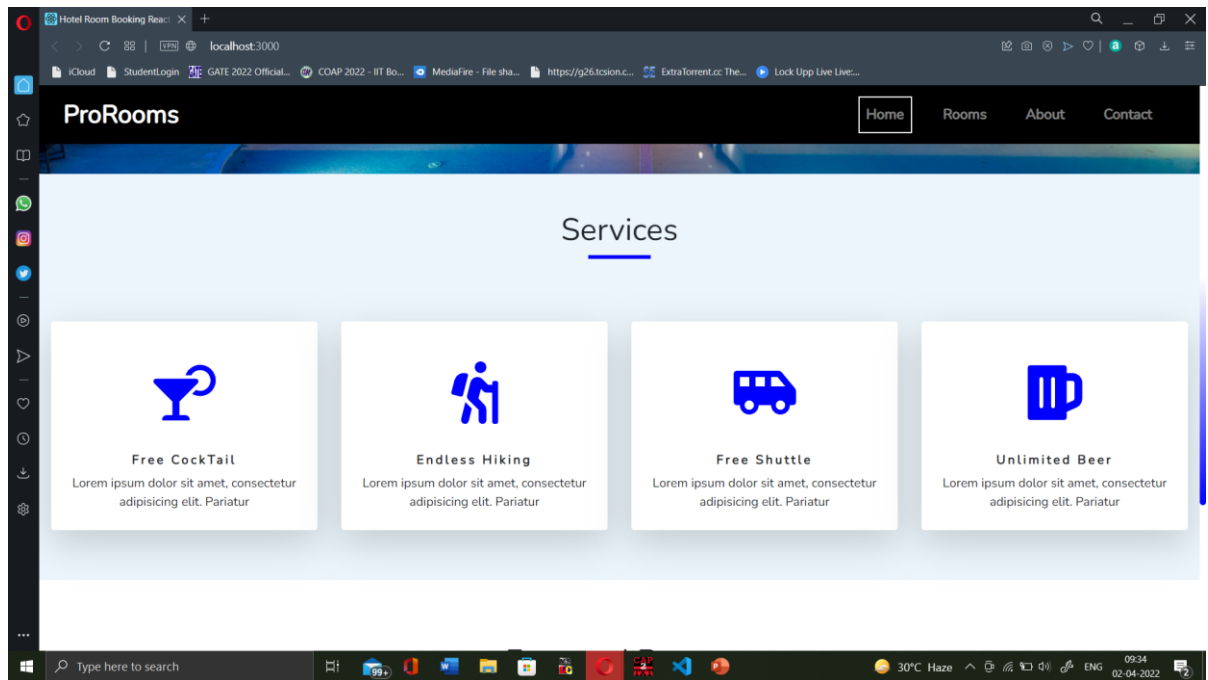 Hotel Room Booking React
VPN
localhost:3000
a
iCloud
StudentLogin
GATE 2022 Official...
COAP 2022 - IIT Bo...
MediaFire - File sha...
https://g26.tcsion.c...
ExtraTorrent.cc The...
Lock Upp Live Live:...
ProRooms
Home
Rooms
About
Contact
Services
Free CockTail
Lorem ipsum dolor sit amet, consectetur
adipisicing elit. Pariatur
Endless Hiking
Lorem ipsum dolor sit amet, consectetur
adipisicing elit. Pariatur
Free Shuttle
Lorem ipsum dolor sit amet, consectetur
adipisicing elit. Pariatur
Unlimited Beer
Lorem ipsum dolor sit amet, consectetur
adipisicing elit. Pariatur
Type here to search
99+
30°C Haze
ENG
09:34
02-04-2022
2